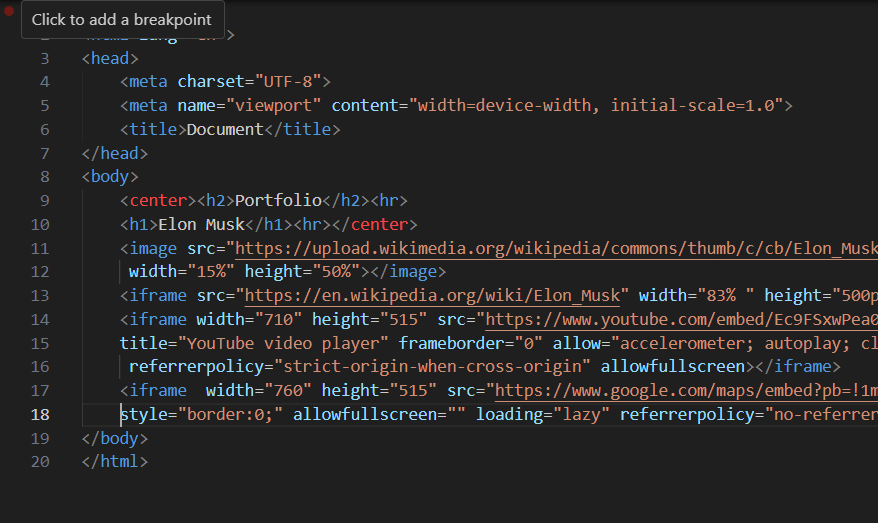 Click to add a breakpoint
>
3 <head>
4 <meta charset="UTF-8">
5 <meta name="viewport" content="width=device-width, initial-scale=1.0">
6 <title>Document</title>
7 </head>
8 <body>
9 <center><h2>Portfolio</h2><hr>
10 <h1>Elon Musk</h1><hr></center>
11 <image src="https://upload.wikimedia.org/wikipedia/commons/thumb/c/cb/Elon_Musk
12 width="15%" height="50%"></image>
13 <iframe src="https://en.wikipedia.org/wiki/Elon_Musk" width="83% " height="500p
14 <iframe width="710" height="515" src="https://www.youtube.com/embed/Ec9FSxwPea0
15 title="YouTube video player" frameborder="0" allow="accelerometer; autoplay; cl
16 referrerpolicy="strict-origin-when-cross-origin" allowfullscreen></iframe>
17 <iframe  width="760" height="515" src="https://www.google.com/maps/embed?pb=!1m
18 style="border:0;" allowfullscreen="" loading="lazy" referrerpolicy="no-referrer
19 </body>
20 </html>